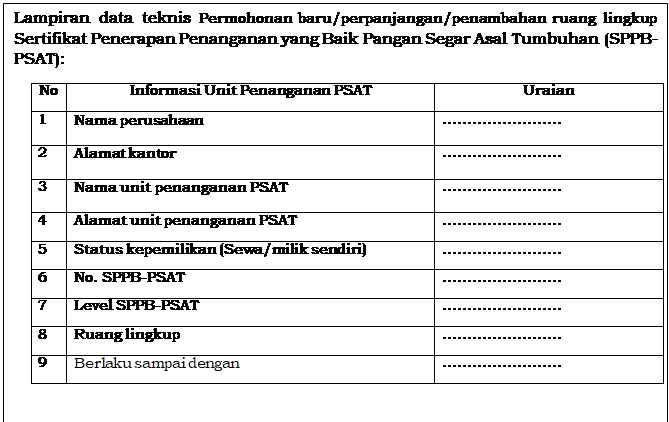 Lampiran data teknis Permohonan baru/perpanjangan/penambahan ruang lingkup
Sertifikat Penerapan Penanganan yang Baik Pangan Segar Asal Tumbuhan (SPPB-
PSAT):
No Informasi Unit Penanganan PSAT Uraian
1 Nama perusahaan ........................
2 Alamat kantor ........................
3 Nama unit penanganan PSAT ........................
4 Alamat unit penanganan PSAT ........................
5 Status kepemilikan (Sewa/milik sendiri) ........................
6 No. SPPB-PSAT ........................
7 Level SPPB-PSAT ........................
8 Ruang lingkup ........................
9 Berlaku sampai dengan ........................